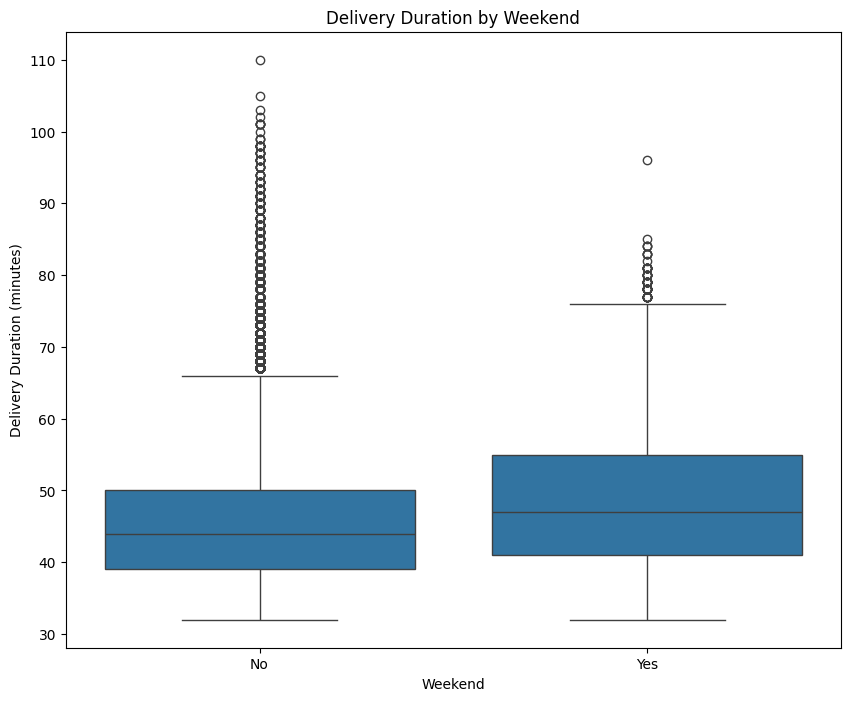 Delivery Duration by Weekend
110
100
90
80
70
60
50
40
30
Delivery Duration (minutes)
No
Yes
Weekend